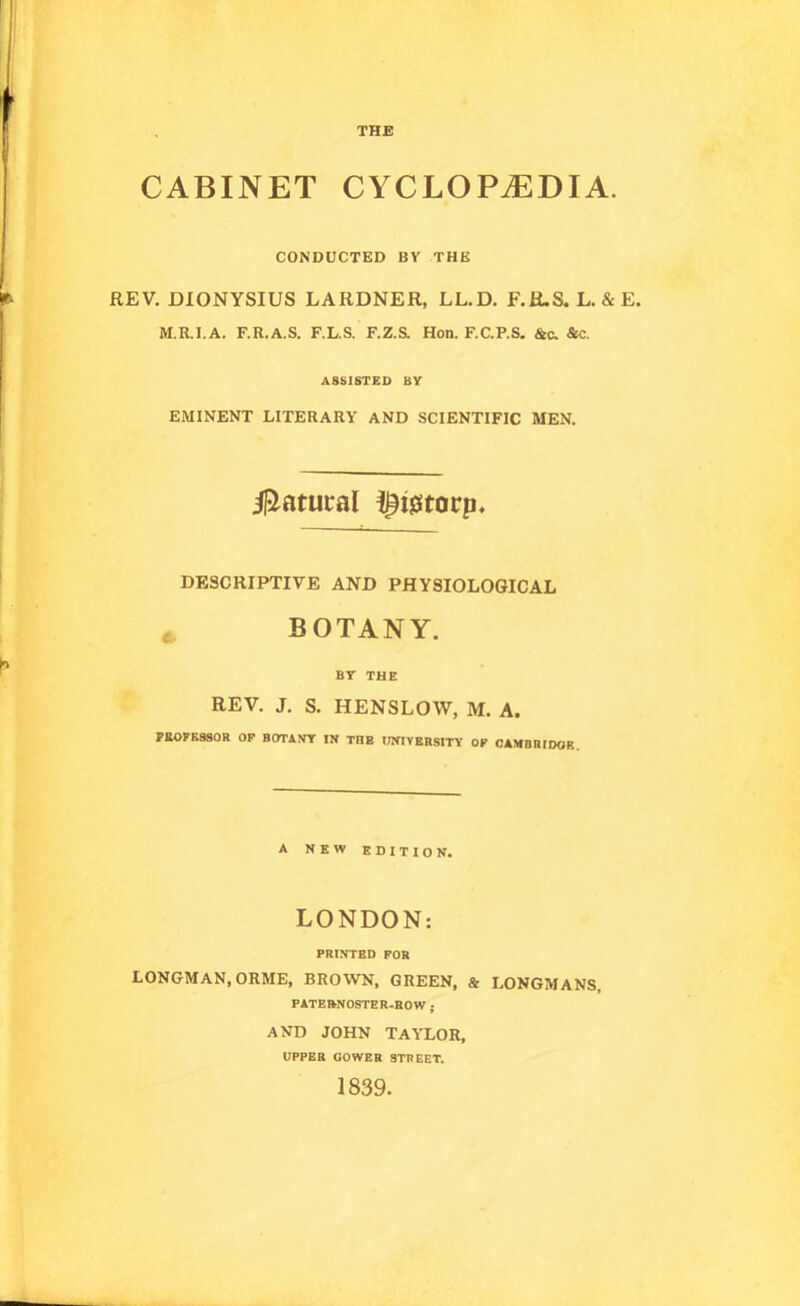 THE
CABINET CYCLOPÆDIA.
CONDUCTED BY THE
REV. DIONYSIUS LARDNER, LL.D. F.R.S. L. & E.
M.R.I.A. F.R.A.S. F.L.S. F.Z.S. Hon. F.C.P.S. &c. &c.
ASSISTED BY
EMINENT LITERARY AND SCIENTIFIC MEN.
Natural History.
DESCRIPTIVE AND PHYSIOLOGICAL
BOTANY.
BY THE
REV. J. S. HENSLOW, M. A.
PROFESSOR OF BOTANY IN THE UNIVERSITY OF CAMBRIDGE.
A NEW EDITION.
LONDON:
PRINTED FOR
LONGMAN, ORME, BROWN, GREEN, & LONGMANS,
PATERNOSTER-ROW;
AND JOHN TAYLOR,
UPPER GOWER STREET.
1839.